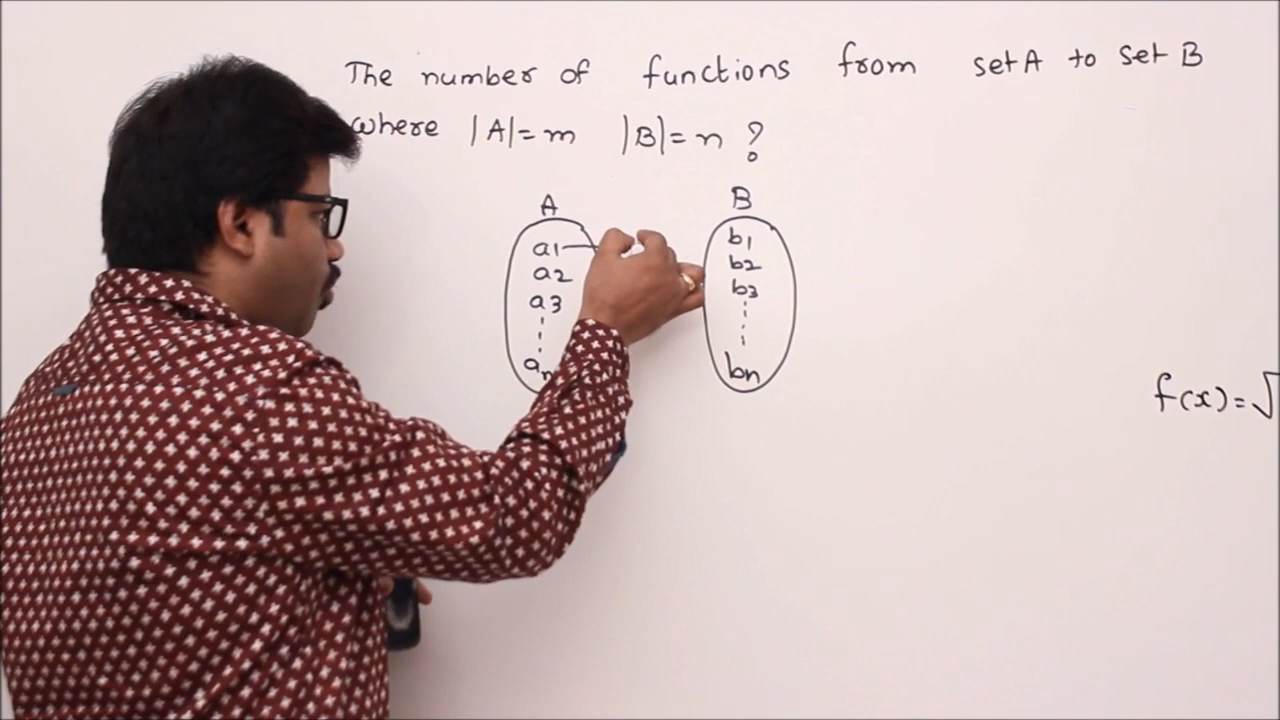 The number of functions from set A to set B
where |A|=m |B|=n ?
A B
a1 b1
a2 b2
a3 b3
bn
f(x)=√